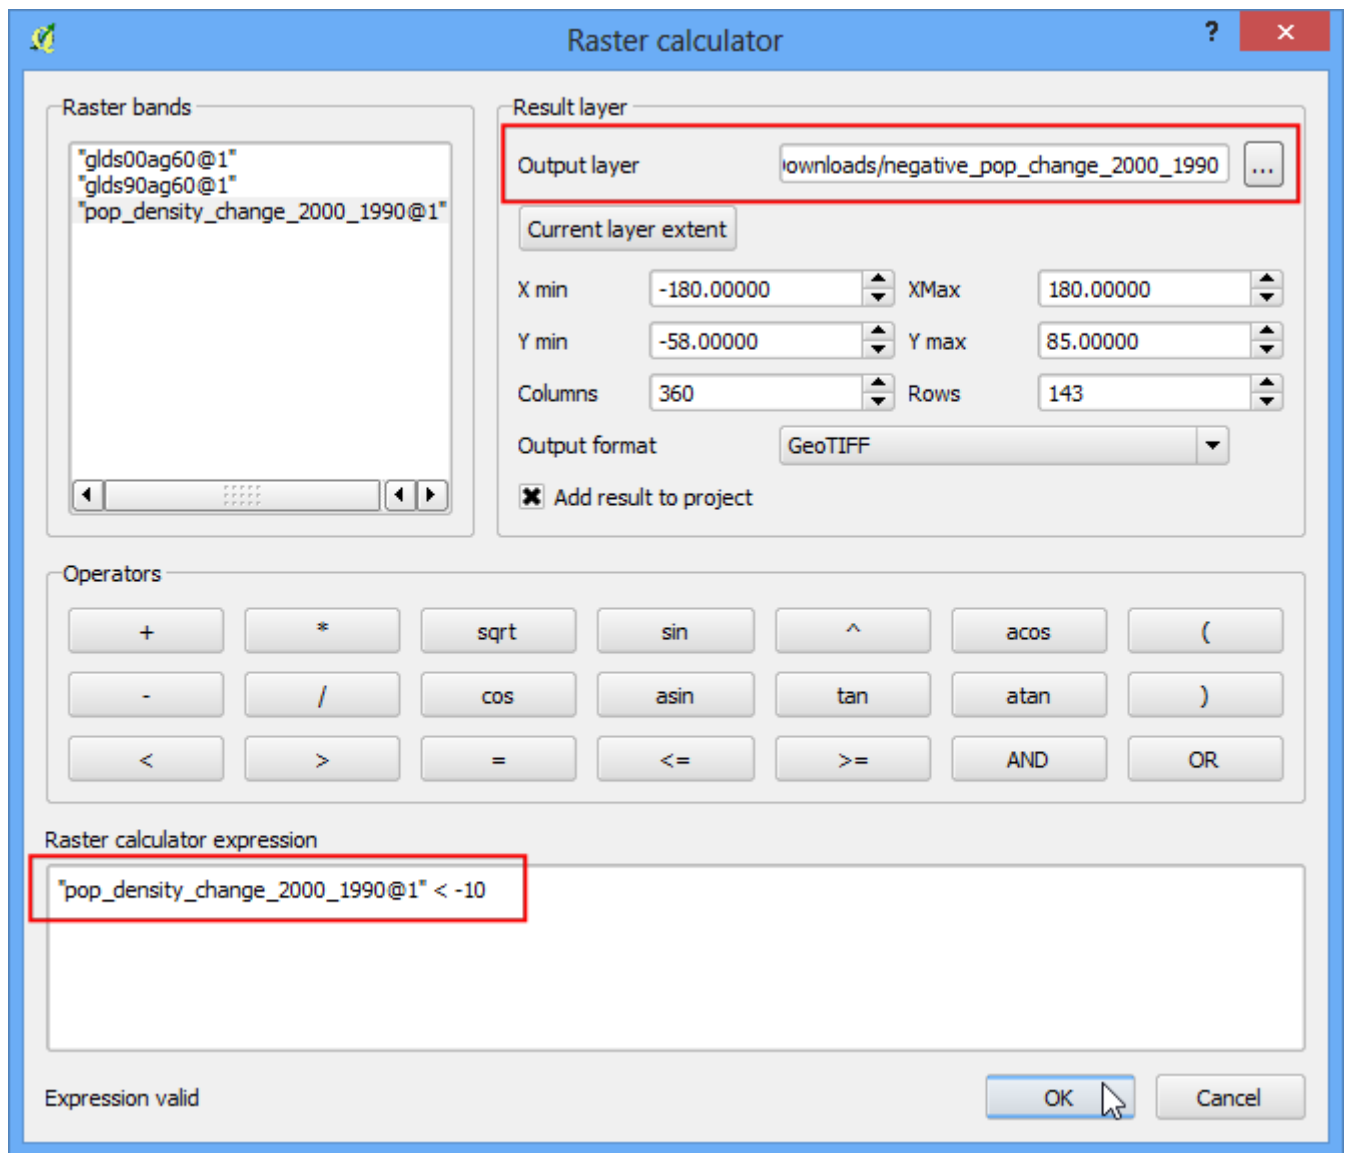 Raster calculator
?
Raster bands
"glds00ag60@1"
"glds90ag60@1"
"pop_density_change_2000_1990@1"
Result layer
Output layer
ownloads/negative_pop_change_2000_1990
...
Current layer extent
X min -180.00000 XMax 180.00000
Y min -58.00000 Y max 85.00000
Columns 360 Rows 143
Output format GeoTIFF
Add result to project
Operators
+ * sqrt sin ^ acos (
- / cos asin tan atan )
< > = <= >= AND OR
Raster calculator expression
"pop_density_change_2000_1990@1" < -10
Expression valid
OK Cancel